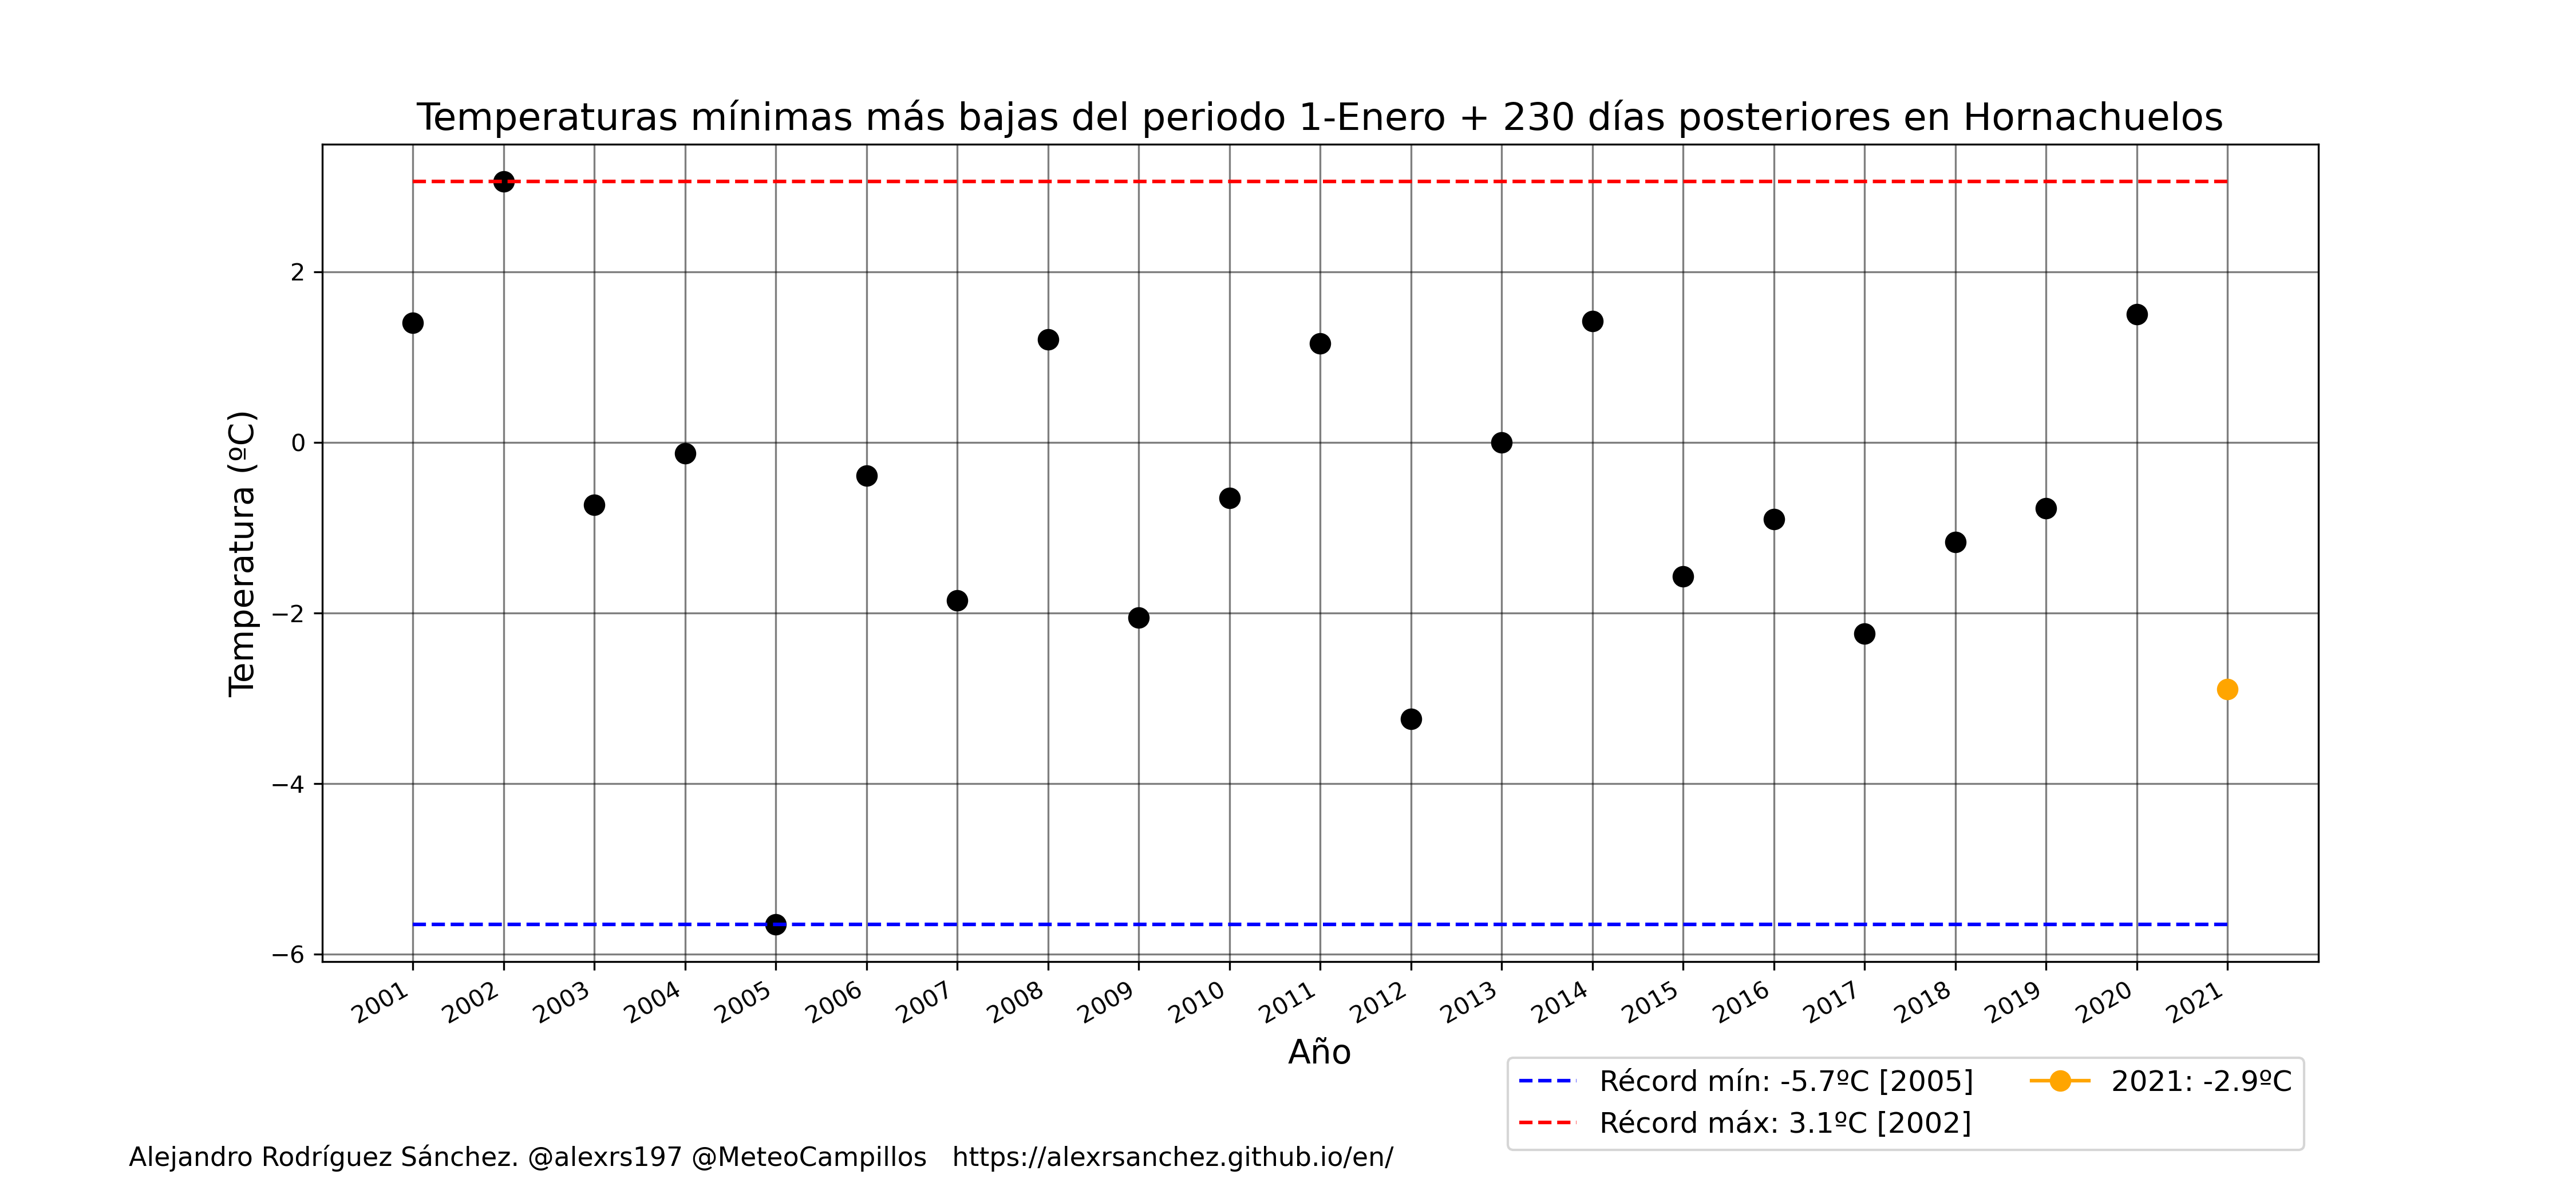 Temperaturas mínimas más bajas del periodo 1-Enero + 230 días posteriores en Hornachuelos
Temperatura (ºC)
2
0
−2
−4
−6
2001 2002 2003 2004 2005 2006 2007 2008 2009 2010 2011 2012 2013 2014 2015 2016 2017 2018 2019 2020 2021
Año
Récord mín: -5.7ºC [2005]
Récord máx: 3.1ºC [2002]
2021: -2.9ºC
Alejandro Rodríguez Sánchez. @alexrs197 @MeteoCampillos   https://alexrsanchez.github.io/en/